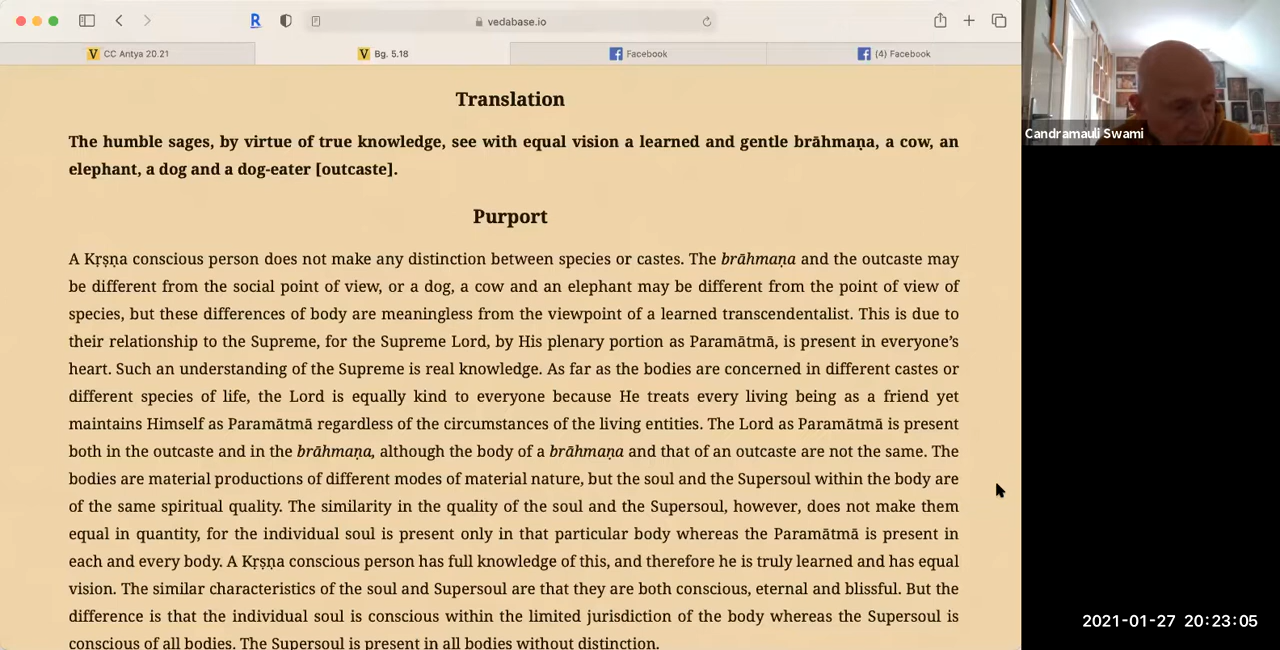 vedabase.io
CC Antya 20.21
Bg. 5.18
Facebook
(4) Facebook
Translation
The humble sages, by virtue of true knowledge, see with equal vision a learned and gentle brāhmaṇa, a cow, an
elephant, a dog and a dog-eater [outcaste].
Purport
A Kṛṣṇa conscious person does not make any distinction between species or castes. The brāhmaṇa and the outcaste may
be different from the social point of view, or a dog, a cow and an elephant may be different from the point of view of
species, but these differences of body are meaningless from the viewpoint of a learned transcendentalist. This is due to
their relationship to the Supreme, for the Supreme Lord, by His plenary portion as Paramātmā, is present in everyone’s
heart. Such an understanding of the Supreme is real knowledge. As far as the bodies are concerned in different castes or
different species of life, the Lord is equally kind to everyone because He treats every living being as a friend yet
maintains Himself as Paramātmā regardless of the circumstances of the living entities. The Lord as Paramātmā is present
both in the outcaste and in the brāhmaṇa, although the body of a brāhmaṇa and that of an outcaste are not the same. The
bodies are material productions of different modes of material nature, but the soul and the Supersoul within the body are
of the same spiritual quality. The similarity in the quality of the soul and the Supersoul, however, does not make them
equal in quantity, for the individual soul is present only in that particular body whereas the Paramātmā is present in
each and every body. A Kṛṣṇa conscious person has full knowledge of this, and therefore he is truly learned and has equal
vision. The similar characteristics of the soul and Supersoul are that they are both conscious, eternal and blissful. But the
difference is that the individual soul is conscious within the limited jurisdiction of the body whereas the Supersoul is
conscious of all bodies. The Supersoul is present in all bodies without distinction.
Candramauli Swami
2021-01-27 20:23:05